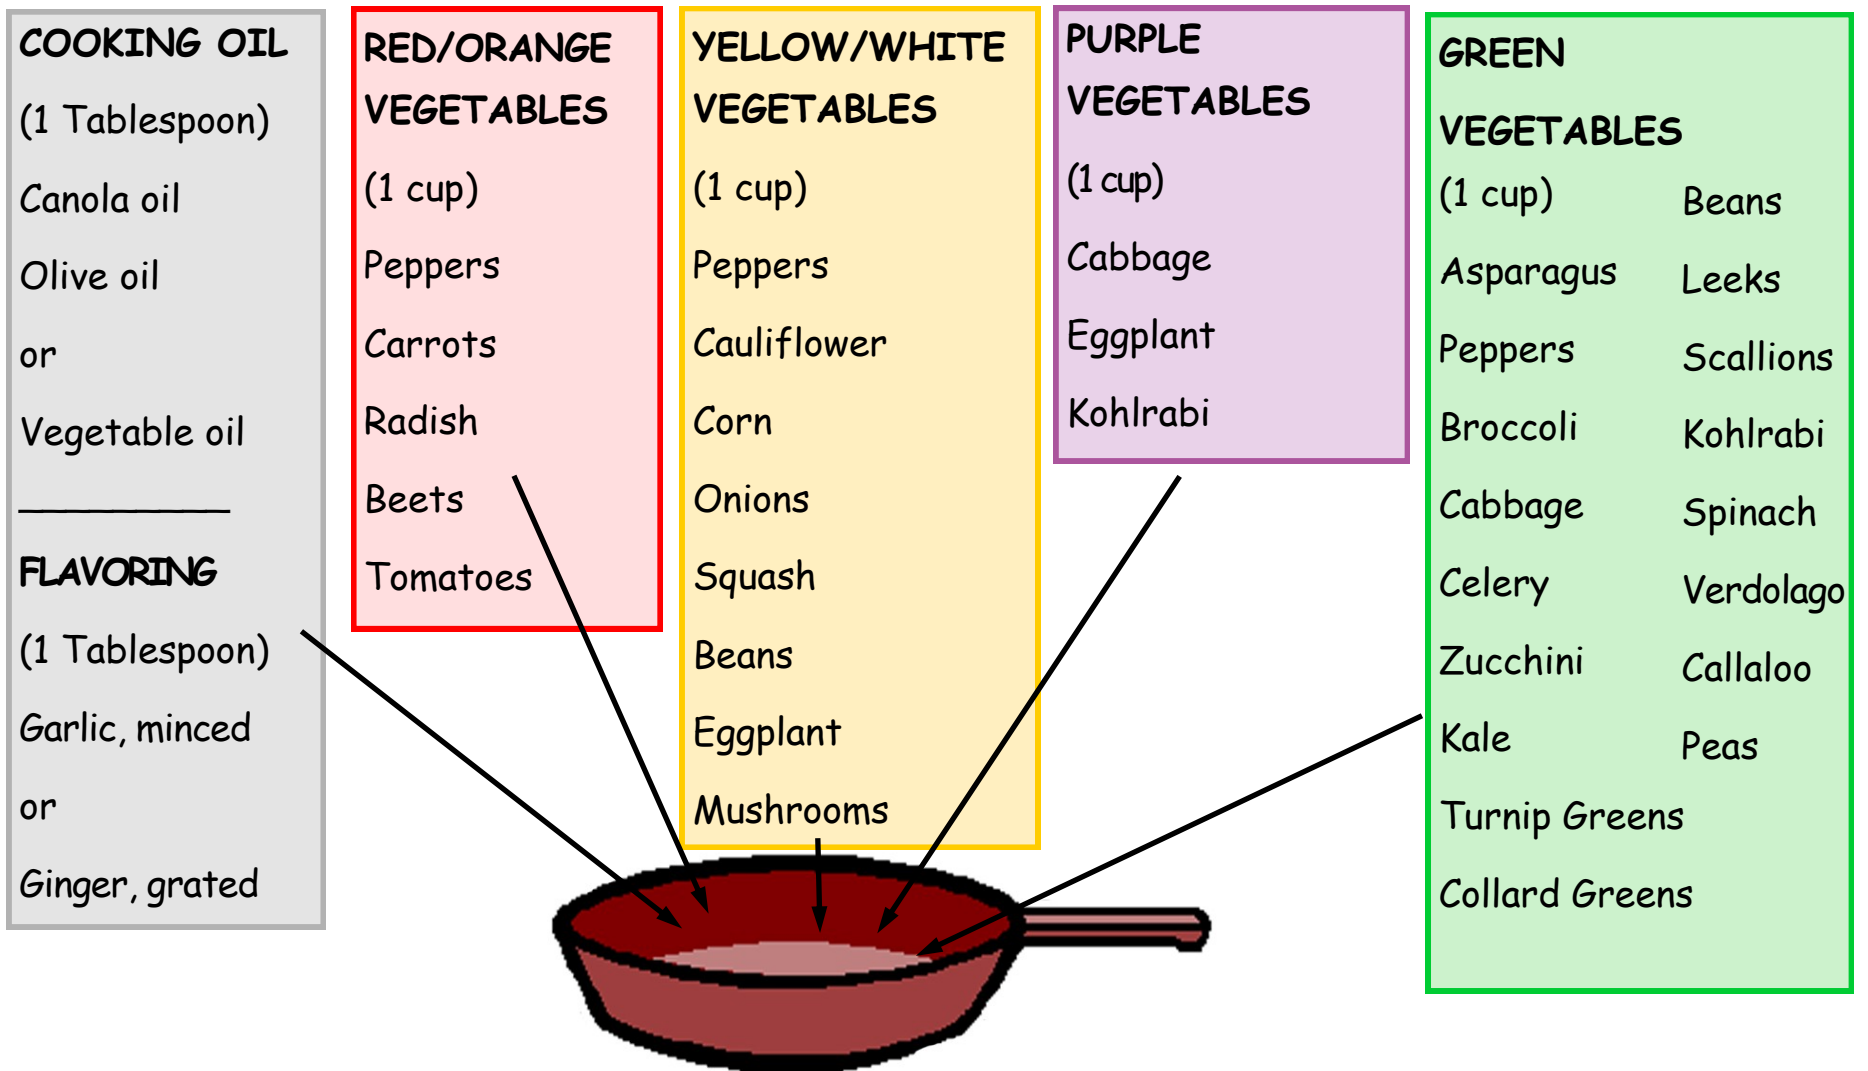 COOKING OIL
(1 Tablespoon)
Canola oil
Olive oil
or
Vegetable oil
__________
FLAVORING
(1 Tablespoon)
Garlic, minced
or
Ginger, grated
RED/ORANGE
VEGETABLES
(1 cup)
Peppers
Carrots
Radish
Beets
Tomatoes
YELLOW/WHITE
VEGETABLES
(1 cup)
Peppers
Cauliflower
Corn
Onions
Squash
Beans
Eggplant
Mushrooms
PURPLE
VEGETABLES
(1 cup)
Cabbage
Eggplant
Kohlrabi
GREEN
VEGETABLES
(1 cup)
Asparagus
Peppers
Broccoli
Cabbage
Celery
Zucchini
Kale
Turnip Greens
Collard Greens
Beans
Leeks
Scallions
Kohlrabi
Spinach
Verdolago
Callaloo
Peas